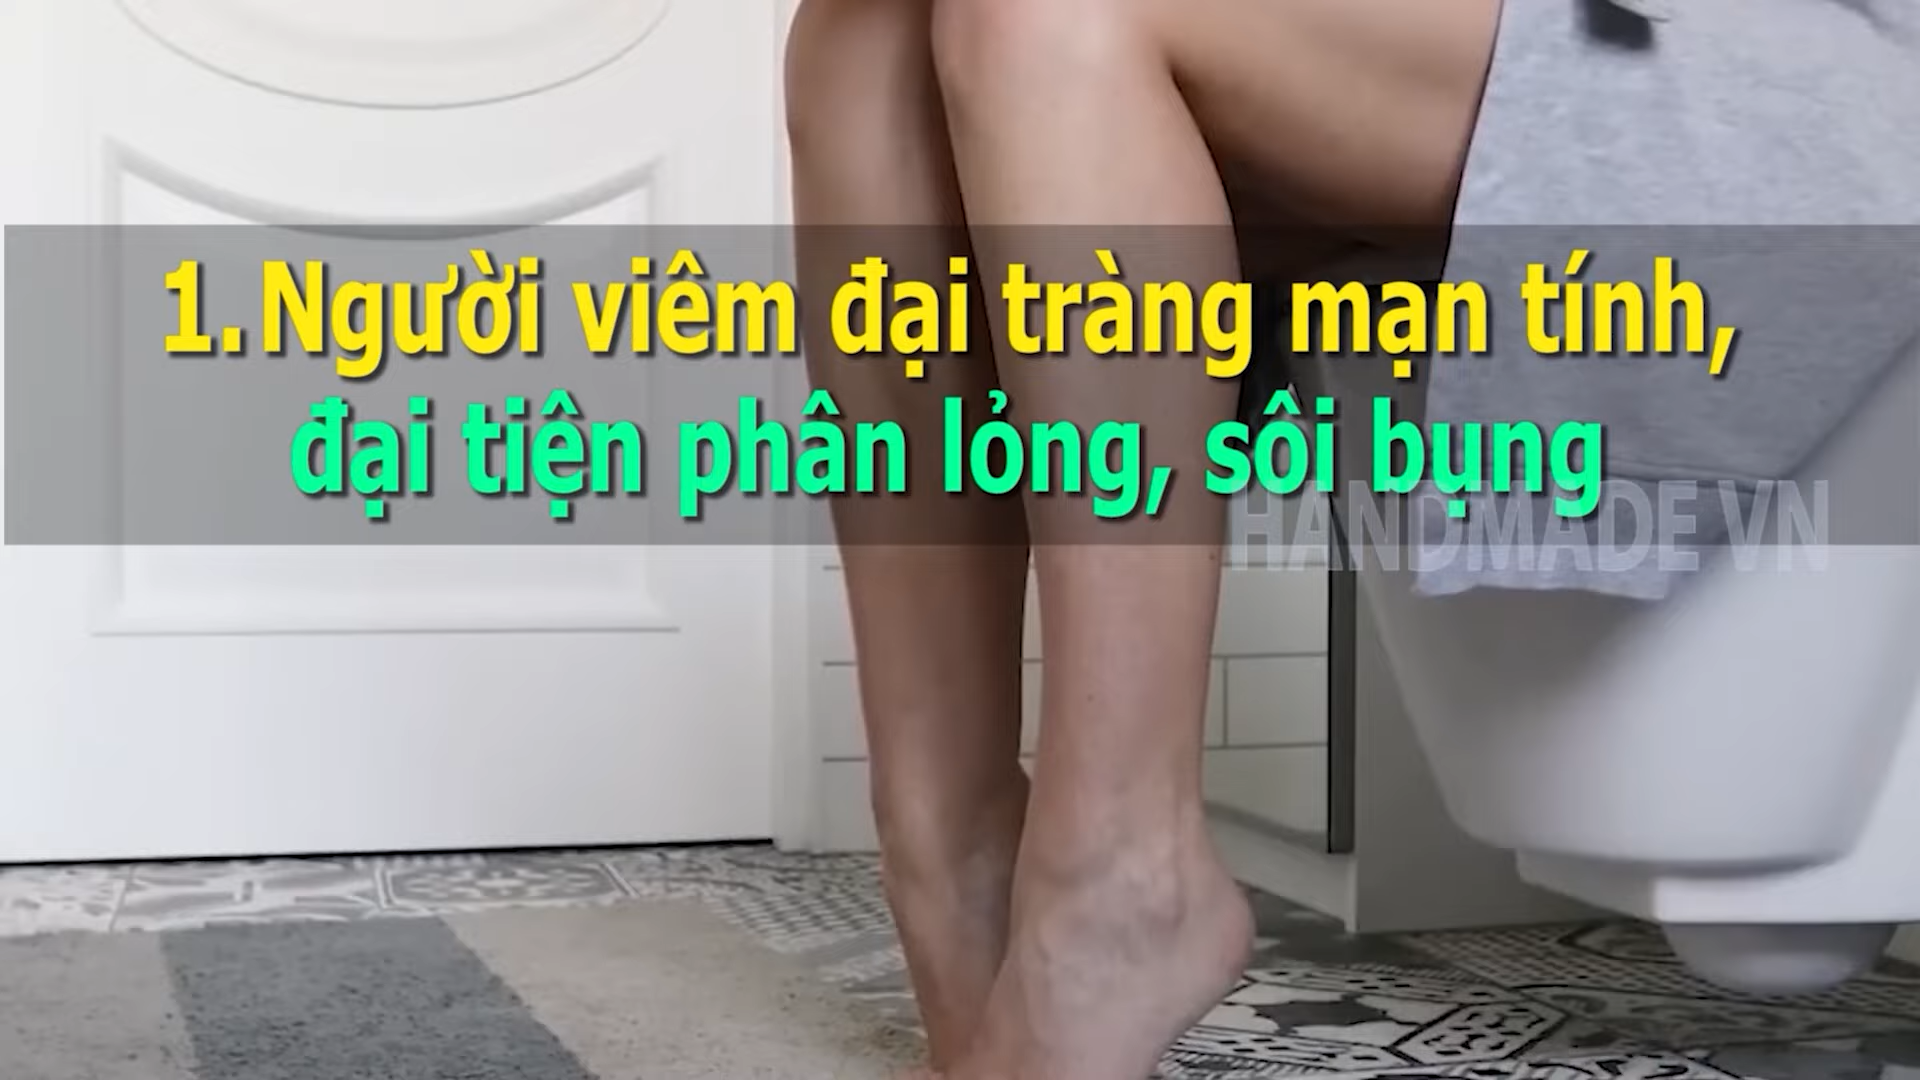 1. Người viêm đại tràng mạn tính,
đại tiện phân lỏng, sôi bụng
HANDMADE VN